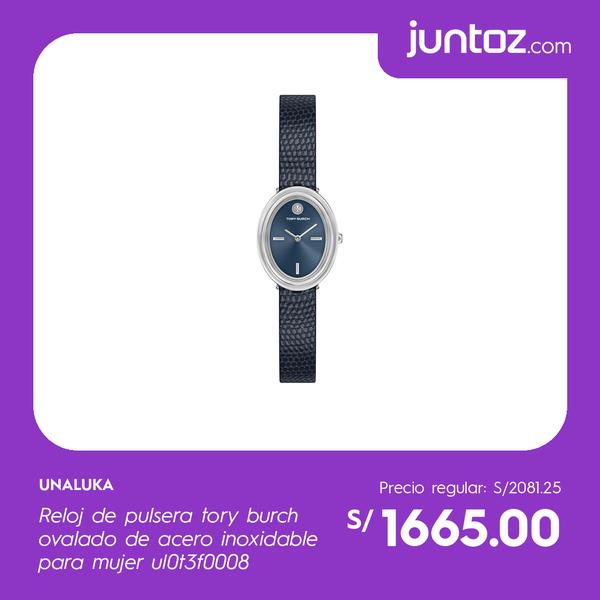 juntoz.com
TORY BURCH
UNALUKA
Reloj de pulsera tory burch
ovalado de acero inoxidable
para mujer ul0t3f0008
Precio regular: S/2081.25
S/1665.00